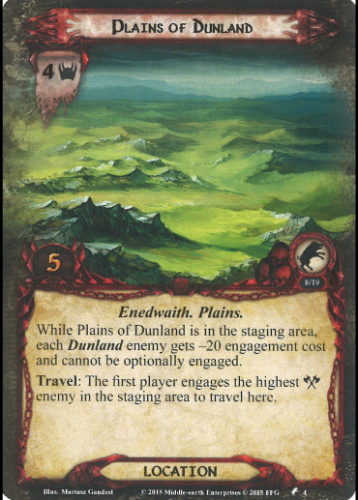 Plains of Dunland
4
5
8/19
Enedwaith. Plains.
While Plains of Dunland is in the staging area,
each Dunland enemy gets –20 engagement cost
and cannot be optionally engaged.
Travel: The first player engages the highest
enemy in the staging area to travel here.
Location
Illus. Mariusz Gandzel © 2015 Middle-earth Enterprises © 2015 FFG 4